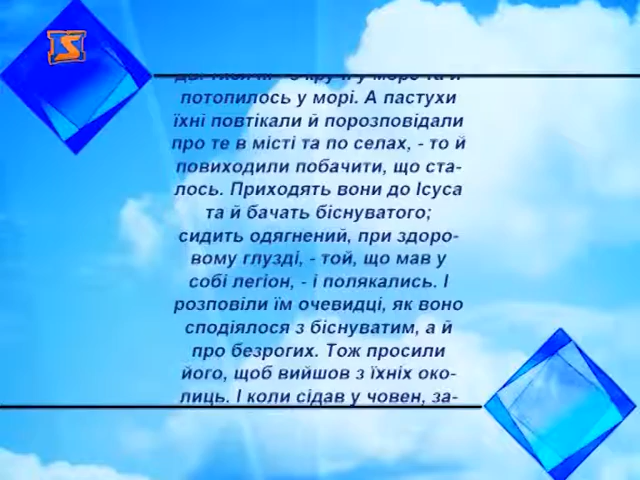 потопилось у морі. А пастухи
їхні повтікали й порозповідали
про те в місті та по селах, - то й
повиходили побачити, що ста-
лось. Приходять вони до Ісуса
та й бачать біснуватого;
сидить одягнений, при здоро-
вому глузді, - той, що мав у
собі легіон, - і полякались. І
розповіли їм очевидці, як воно
сподіялося з біснуватим, а й
про безрогих. Тож просили
його, щоб вийшов з їхніх око-
лиць. І коли сідав у човен, за-